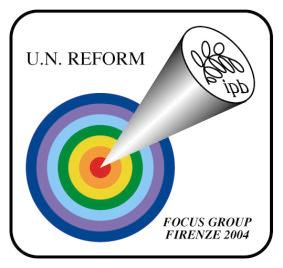 U.N. REFORM
ipb
FOCUS GROUP
FIRENZE 2004